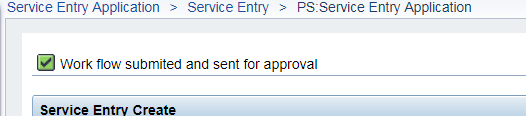 Service Entry Application > Service Entry > PS:Service Entry Application
Work flow submited and sent for approval
Service Entry Create